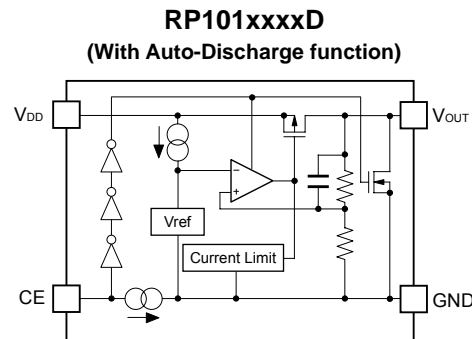 RP101xxxxD
(With Auto-Discharge function)
VDD
VOUT
−
+
Vref
Current Limit
CE
GND